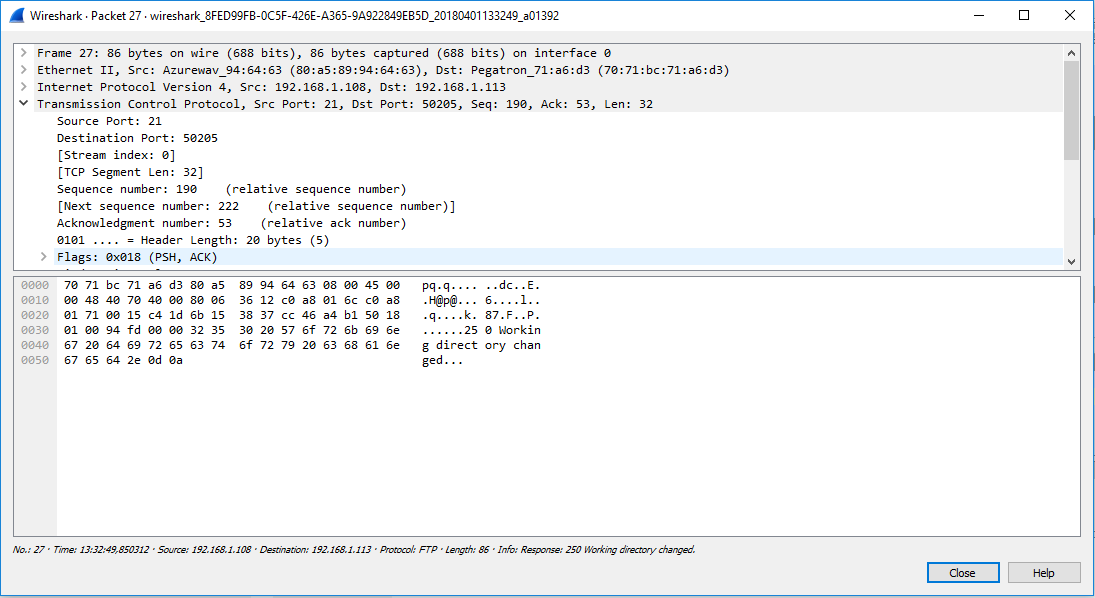 Wireshark · Packet 27 · wireshark_8FED99FB-0C5F-426E-A365-9A922849EB5D_20180401133249_a01392
Frame 27: 86 bytes on wire (688 bits), 86 bytes captured (688 bits) on interface 0
Ethernet II, Src: Azurewav_94:64:63 (80:a5:89:94:64:63), Dst: Pegatron_71:a6:d3 (70:71:bc:71:a6:d3)
Internet Protocol Version 4, Src: 192.168.1.108, Dst: 192.168.1.113
Transmission Control Protocol, Src Port: 21, Dst Port: 50205, Seq: 190, Ack: 53, Len: 32
Source Port: 21
Destination Port: 50205
[Stream index: 0]
[TCP Segment Len: 32]
Sequence number: 190    (relative sequence number)
[Next sequence number: 222    (relative sequence number)]
Acknowledgment number: 53    (relative ack number)
0101 .... = Header Length: 20 bytes (5)
Flags: 0x018 (PSH, ACK)
0000 70 71 bc 71 a6 d3 80 a5 89 94 64 63 08 00 45 00 pq.q.... ..dc..E.
0010 00 48 40 70 40 00 80 06 36 12 c0 a8 01 6c c0 a8 .H@p@... 6....l..
0020 01 71 00 15 c4 1d 6b 15 38 37 cc 46 a4 b1 50 18 .q....k. 87.F..P.
0030 01 00 94 fd 00 00 32 35 30 20 57 6f 72 6b 69 6e ......25 0 Workin
0040 67 20 64 69 72 65 63 74 6f 72 79 20 63 68 61 6e g direct ory chan
0050 67 65 64 2e 0d 0a ged...
No.: 27 · Time: 13:32:49,850312 · Source: 192.168.1.108 · Destination: 192.168.1.113 · Protocol: FTP · Length: 86 · Info: Response: 250 Working directory changed.
Close Help